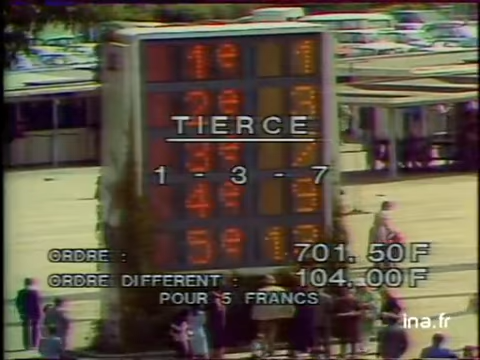 1e 1
2e 3
TIERCE
3e 7
1 - 3 - 7
4e 9
5e
ORDRE : 701.50F
ORDRE DIFFERENT : 104.00F
POUR 5 FRANCS
ina.fr